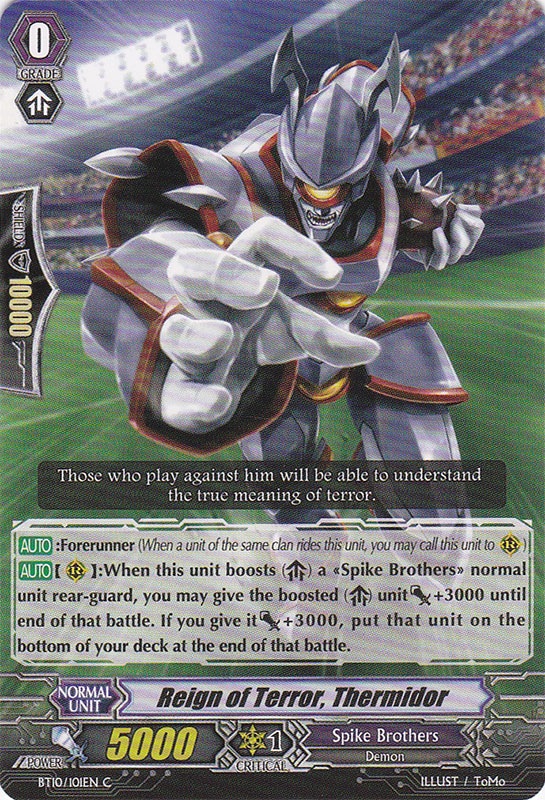 0
GRADE
SHIELD
10000
Those who play against him will be able to understand
the true meaning of terror.
AUTO :Forerunner (When a unit of the same clan rides this unit, you may call this unit to )
AUTO [ ]:When this unit boosts ( ) a «Spike Brothers» normal
unit rear-guard, you may give the boosted ( ) unit +3000 until
end of that battle. If you give it +3000, put that unit on the
bottom of your deck at the end of that battle.
NORMAL
UNIT
Reign of Terror, Thermidor
POWER
5000
1
CRITICAL
Spike Brothers
Demon
BT10/101EN C
ILLUST / ToMo